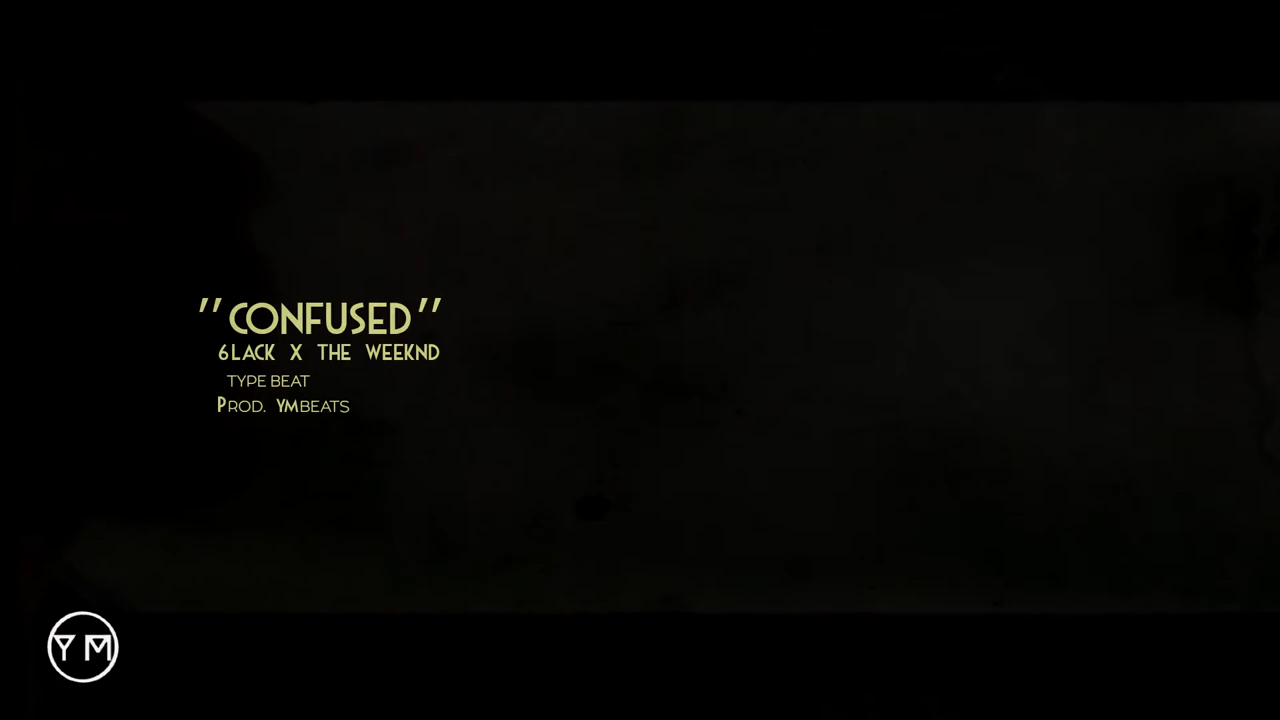 "CONFUSED"
6LACK X THE WEEKND
TYPE BEAT
PROD. YMBEATS
YM